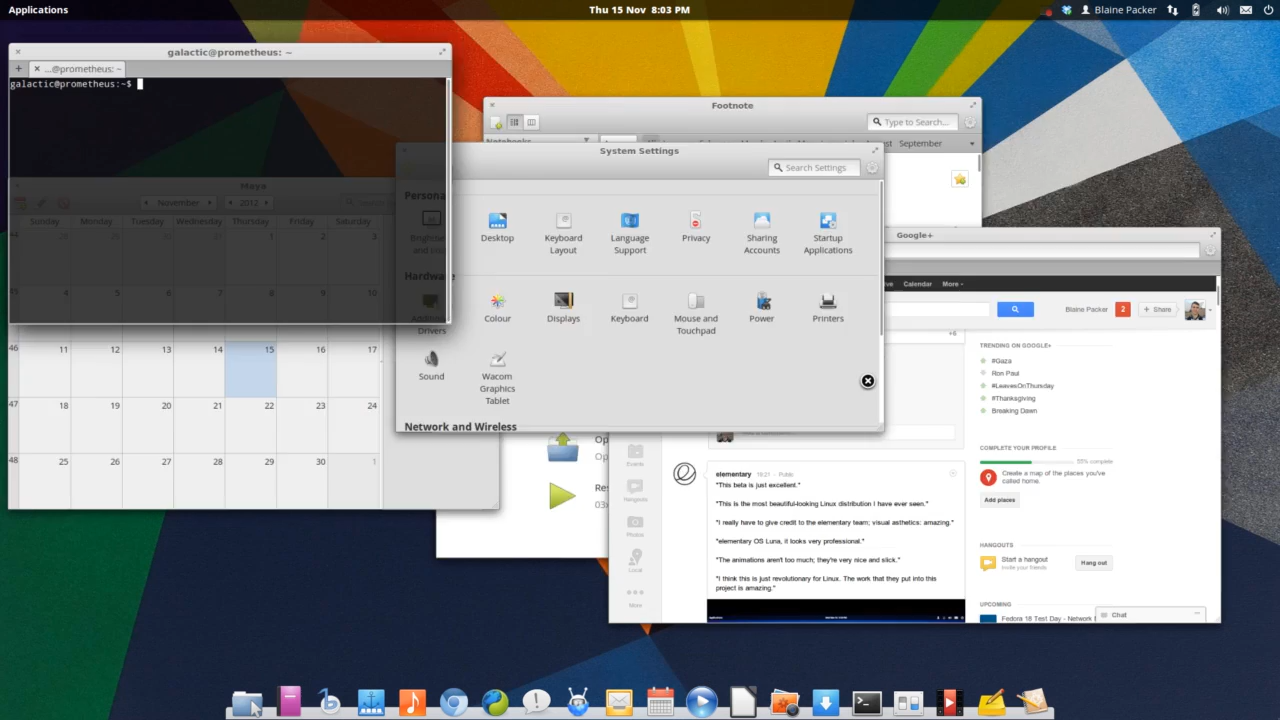 Applications
Thu 15 Nov 8:03 PM
Blaine Packer
galactic@prometheus: ~
...@prometheus: ~
galactic@prometheus:~$
Footnote
Type to Search...
Notebooks
September
System Settings
Search Settings
Maya
November
2012
Sunday Monday Tuesday Wednesday Thursday Friday Saturday
1 2 3
4 5 6 7 8 9 10
46 11 12 13 14 15 16 17
47 18 19 20 21 22 23 24
48 25 26 27 28 29 30 1
Desktop
Keyboard Layout
Language Support
Privacy
Sharing Accounts
Startup Applications
Hardware
Drivers
Colour
Displays
Keyboard
Mouse and Touchpad
Power
Printers
Sound
Wacom Graphics Tablet
Network and Wireless
Google+
Calendar
More
Blaine Packer
2
+ Share
+6
TRENDING ON GOOGLE+
#Gaza
Ron Paul
#LeavesOnThursday
#Thanksgiving
Breaking Dawn
COMPLETE YOUR PROFILE
55% complete
Create a map of the places you've
called home.
Add places
HANGOUTS
Start a hangout
Invite your friends
Hang out
UPCOMING
Fedora 18 Test Day - Network
Chat
Events
Hangouts
Photos
Local
More
elementary 19:21 - Public
"This beta is just excellent."
"This is the most beautiful-looking Linux distribution I have ever seen."
"I really have to give credit to the elementary team; visual asthetics: amazing."
"elementary OS Luna, it looks very professional."
"The animations aren't too much; they're very nice and slick."
"I think this is just revolutionary for Linux. The work that they put into this
project is amazing."